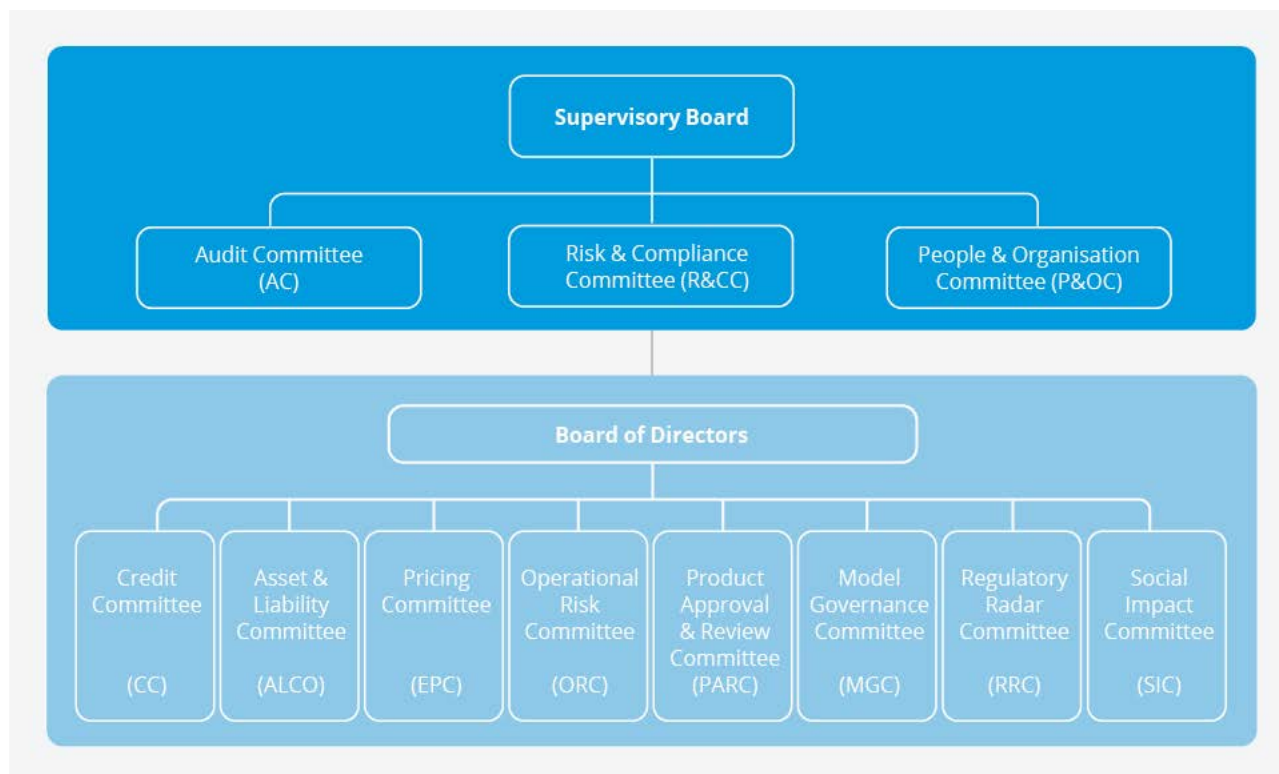 Supervisory Board
Audit Committee
(AC)
Risk & Compliance
Committee (R&CC)
People & Organisation
Committee (P&OC)
Board of Directors
Credit
Committee
(CC)
Asset &
Liability
Committee
(ALCO)
Pricing
Committee
(EPC)
Operational
Risk
Committee
(ORC)
Product
Approval
& Review
Committee
(PARC)
Model
Governance
Committee
(MGC)
Regulatory
Radar
Committee
(RRC)
Social
Impact
Committee
(SIC)